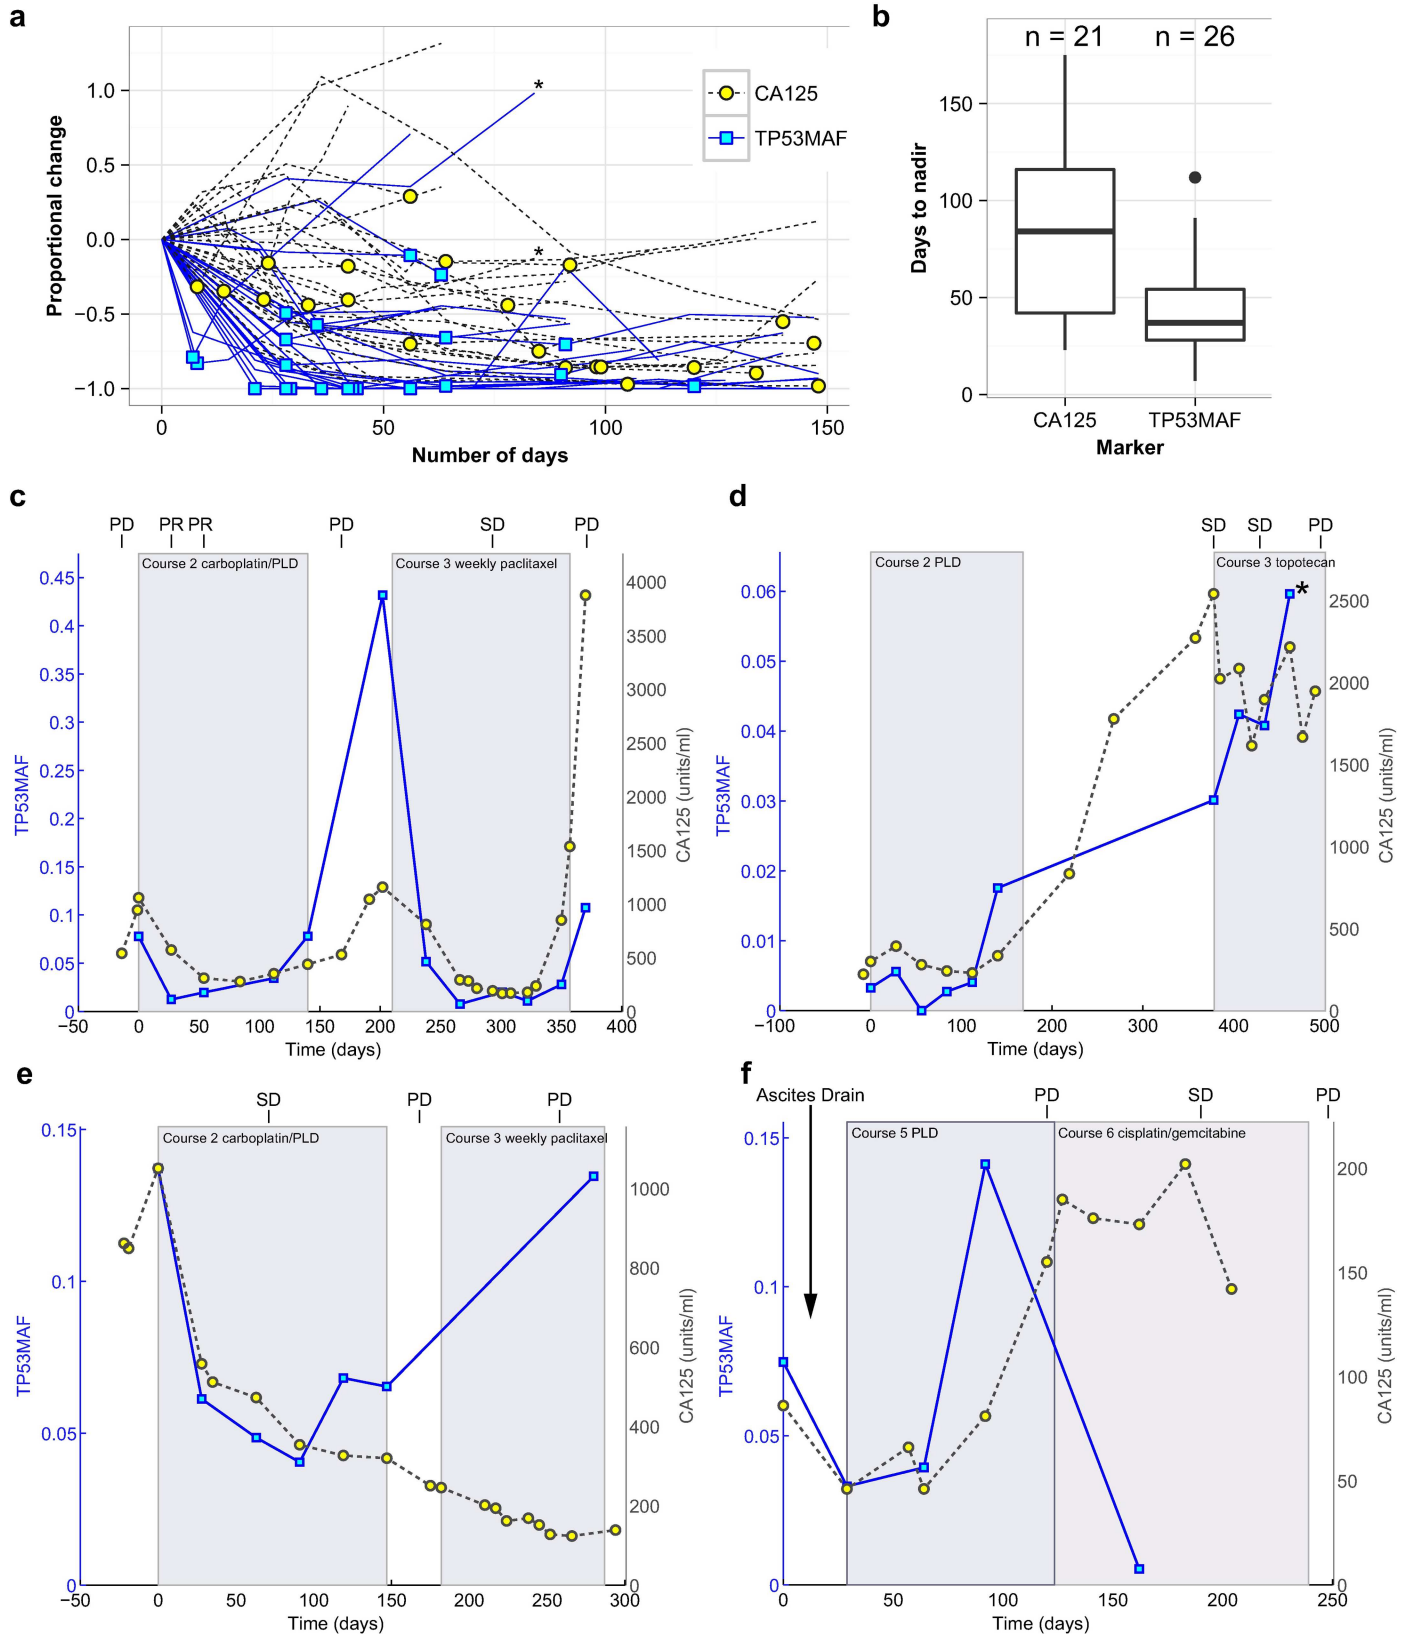 a
Proportional change
1.0
0.5
0.0
−0.5
−1.0
0
50
100
150
Number of days
*
*
CA125
TP53MAF
b
Days to nadir
n = 21
n = 26
150
100
50
0
CA125
TP53MAF
Marker
c
PD
PR
PR
PD
SD
PD
Course 2 carboplatin/PLD
Course 3 weekly paclitaxel
TP53MAF
0.45
0.4
0.35
0.3
0.25
0.2
0.15
0.1
0.05
0
CA125 (units/ml)
4000
3500
3000
2500
2000
1500
1000
500
0
−50
0
50
100
150
200
250
300
350
400
Time (days)
d
SD
SD
PD
Course 2 PLD
Course 3 topotecan
*
TP53MAF
0.06
0.05
0.04
0.03
0.02
0.01
0
CA125 (units/ml)
2500
2000
1500
1000
500
0
−100
0
100
200
300
400
500
Time (days)
e
SD
PD
PD
Course 2 carboplatin/PLD
Course 3 weekly paclitaxel
TP53MAF
0.15
0.1
0.05
0
CA125 (units/ml)
1000
800
600
400
200
0
−50
0
50
100
150
200
250
300
Time (days)
f
Ascites Drain
PD
SD
PD
Course 5 PLD
Course 6 cisplatin/gemcitabine
TP53MAF
0.15
0.1
0.05
0
CA125 (units/ml)
200
150
100
50
0
0
50
100
150
200
250
Time (days)